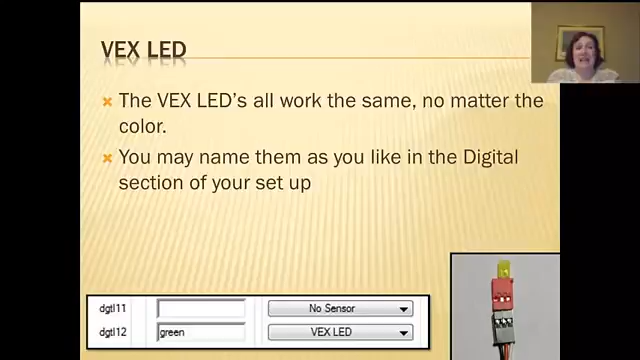 VEX LED
The VEX LED's all work the same, no matter the
color.
You may name them as you like in the Digital
section of your set up
dgtl11 No Sensor
dgtl12 green VEX LED